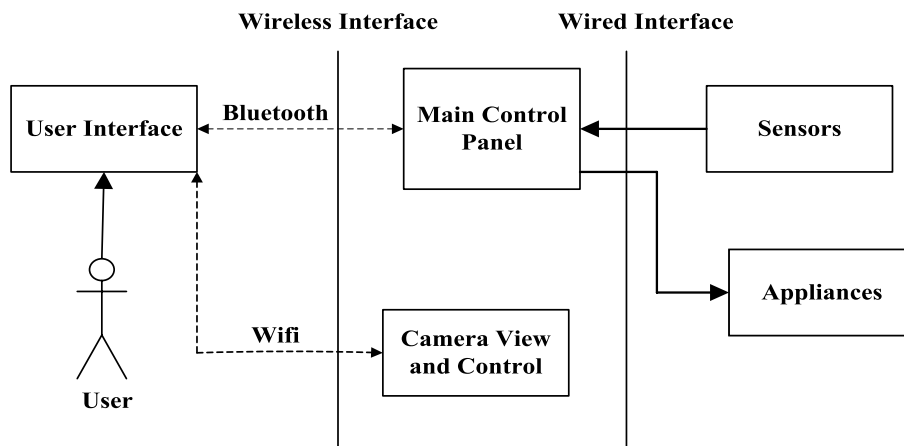 Wireless Interface
Wired Interface
Bluetooth
User Interface
Main Control
Panel
Sensors
Appliances
Wifi
Camera View
and Control
User